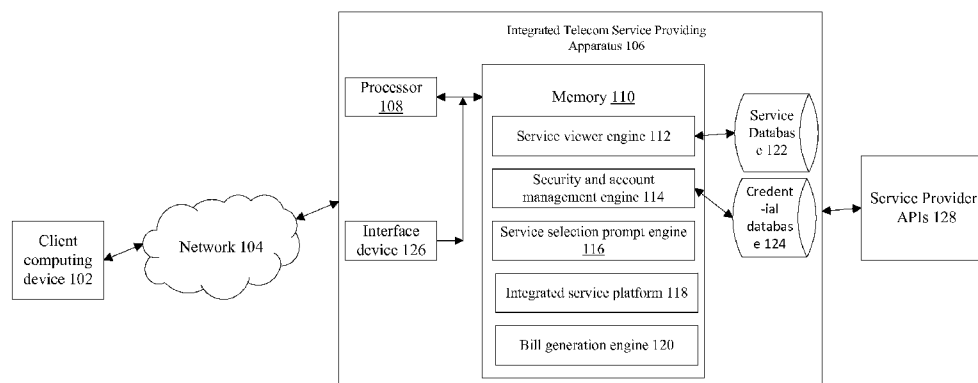 Integrated Telecom Service Providing
Apparatus 106
Processor
108
Memory 110
Service viewer engine 112
Service
Databas
e 122
Security and account
management engine 114
Credent
-ial
databas
e 124
Service Provider
APIs 128
Client
computing
device 102
Network 104
Interface
device 126
Service selection prompt engine
116
Integrated service platform 118
Bill generation engine 120